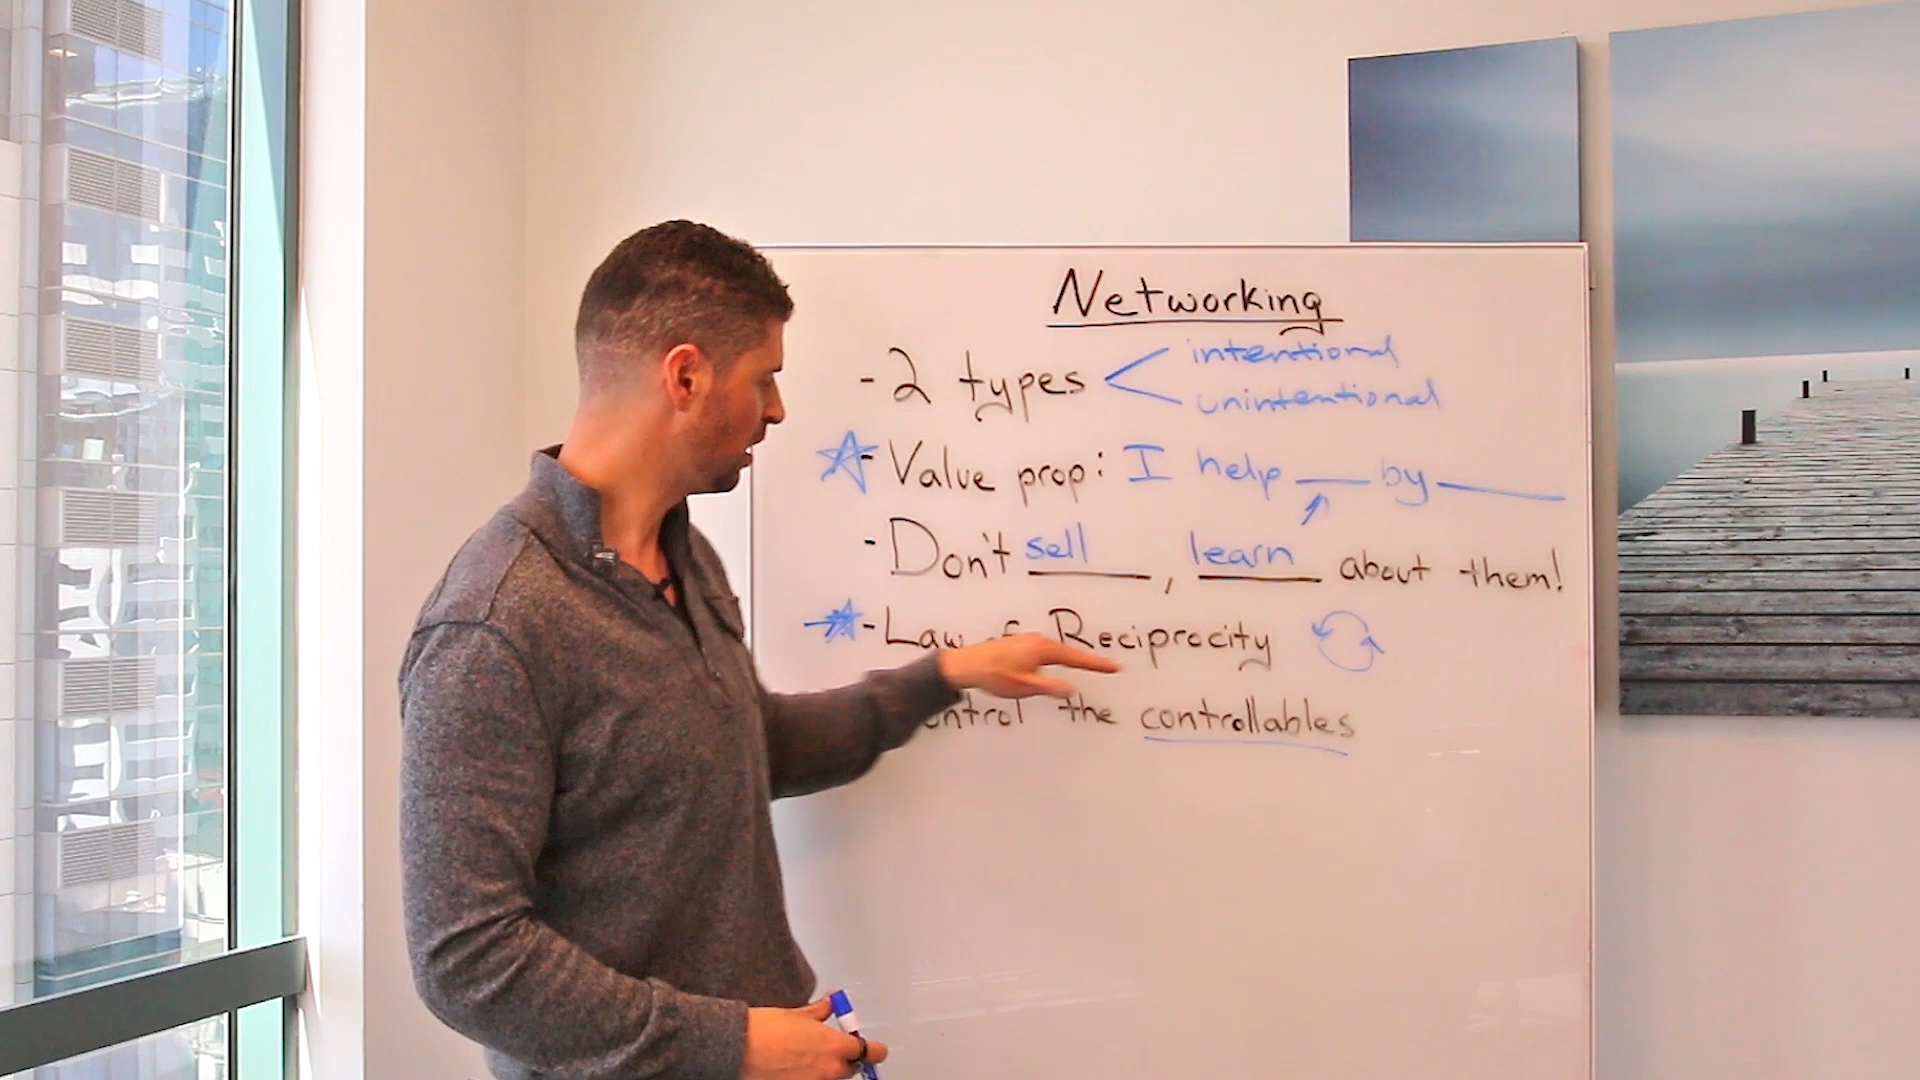 Networking
- 2 types < intentional
unintentional
- Value prop: I help ___ by ___
- Don't sell, learn about them!
- Law of Reciprocity
the controllables